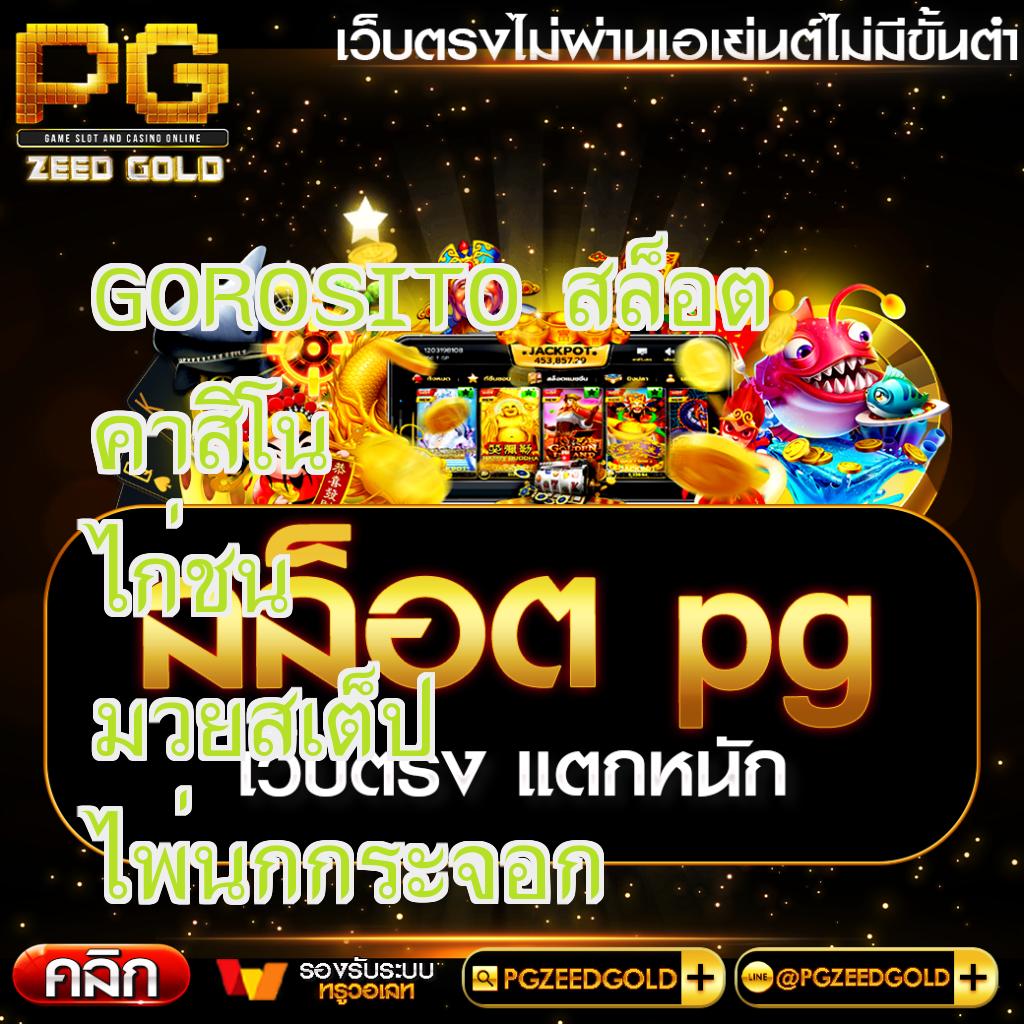 เว็บตรงไม่ผ่านเอเย่นต์ไม่มีขั้นต่ำ
PG
GAME SLOT AND CASINO ONLINE
ZEED GOLD
GOROSITO สล็อต
JACKPOT
453,857.29
1203198108
คาสิโน
ไก่ชน
สล็อต pg
มวยสเต็ป
เว็บตรง แตกหนัก
ไพ่นกกระจอก
คลิก
รองรับระบบ
ทรูวอเลท
PGZEEDGOLD +
LINE @PGZEEDGOLD +